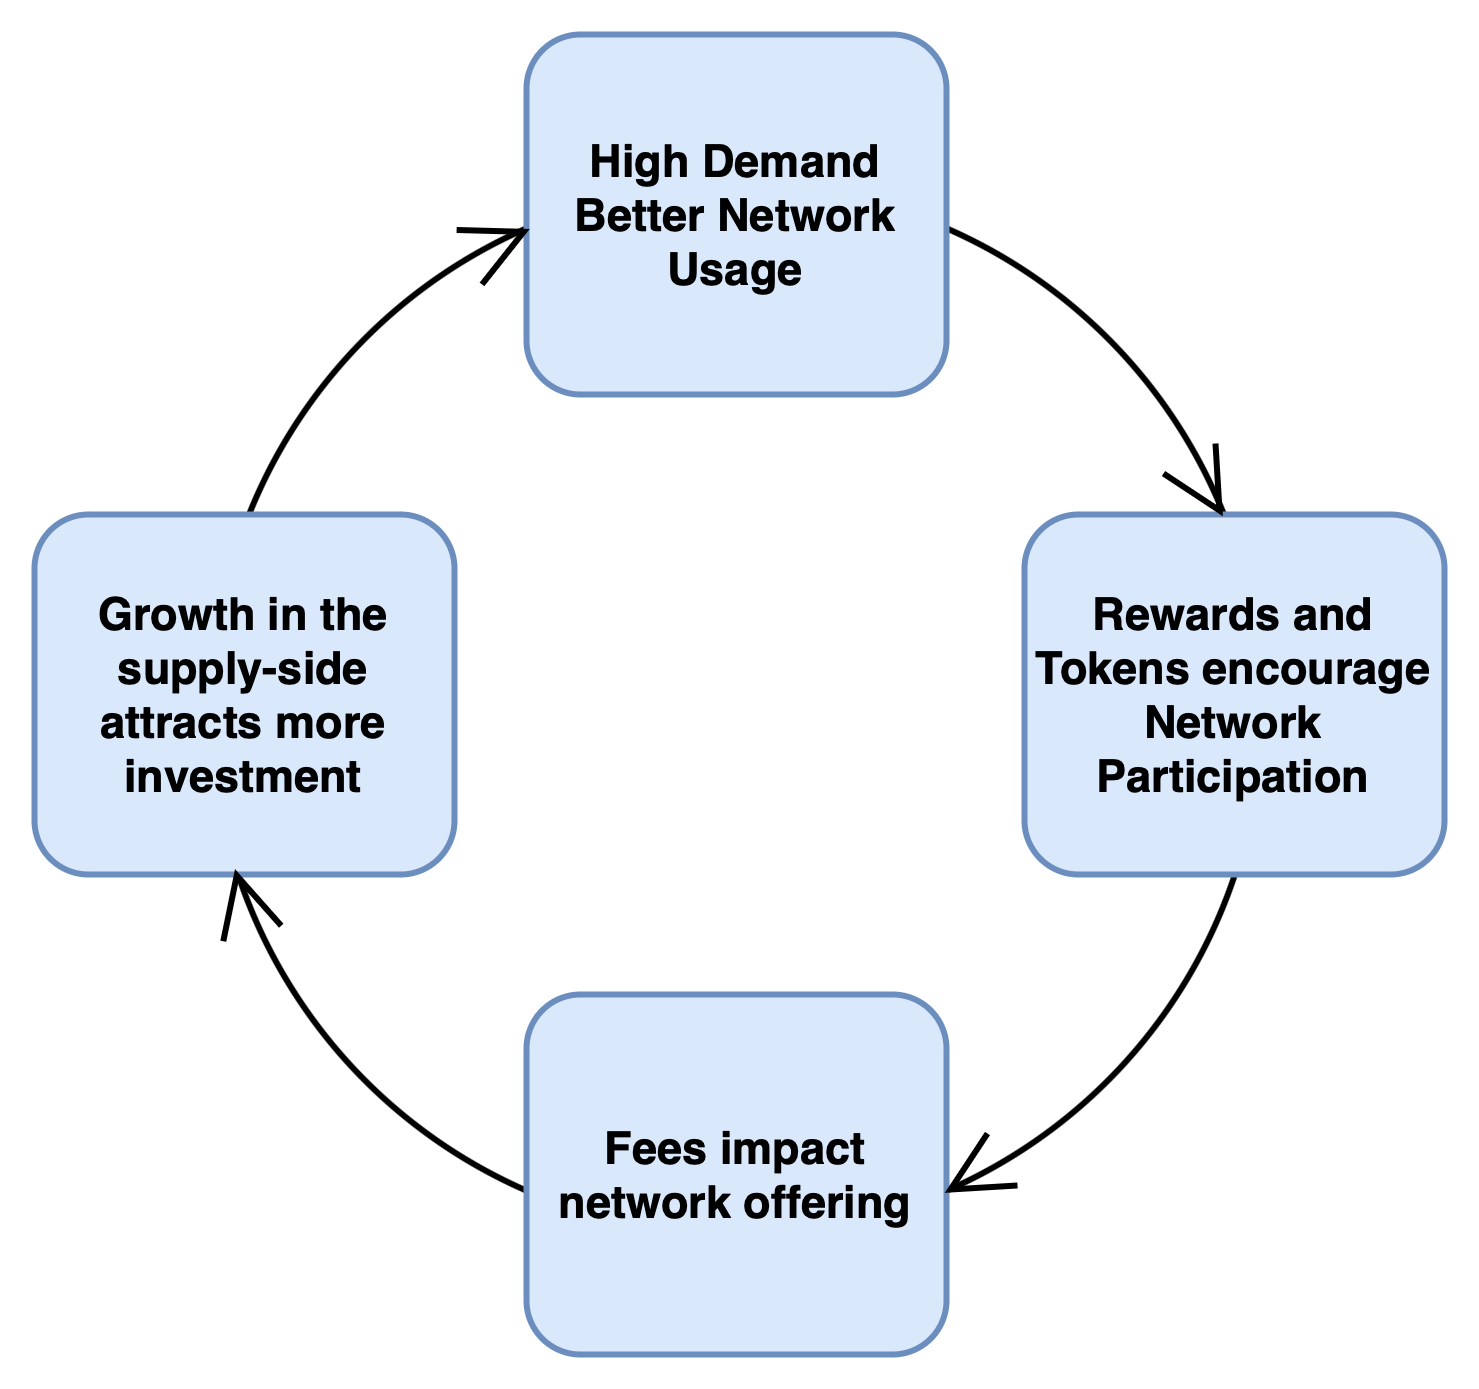 High Demand
Better Network
Usage
Growth in the
supply-side
attracts more
investment
Rewards and
Tokens encourage
Network
Participation
Fees impact
network offering